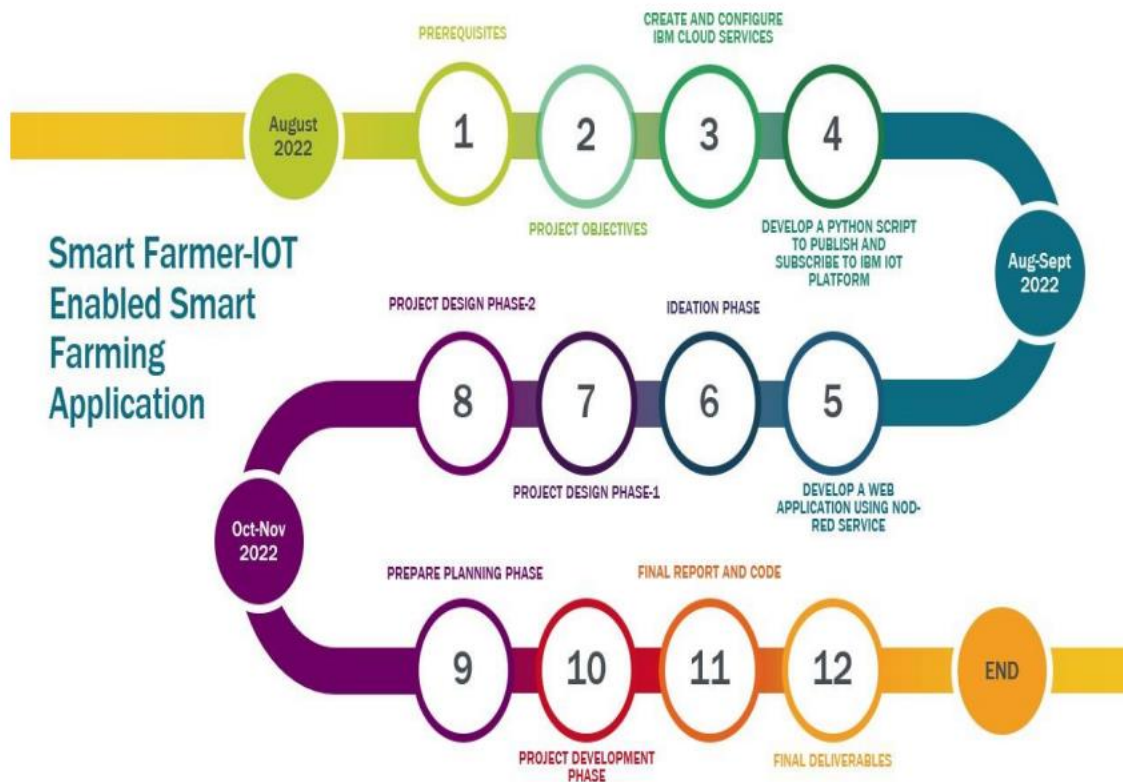 PREREQUISITES
CREATE AND CONFIGURE
IBM CLOUD SERVICES
August
2022
1
2
3
4
PROJECT OBJECTIVES
DEVELOP A PYTHON SCRIPT
TO PUBLISH AND
SUBSCRIBE TO IBM IOT
PLATFORM
Aug-Sept
2022
Smart Farmer-IOT
Enabled Smart
Farming
Application
PROJECT DESIGN PHASE-2
IDEATION PHASE
8
7
6
5
PROJECT DESIGN PHASE-1
DEVELOP A WEB
APPLICATION USING NOD-
RED SERVICE
Oct-Nov
2022
PREPARE PLANNING PHASE
FINAL REPORT AND CODE
9
10
11
12
END
PROJECT DEVELOPMENT
PHASE
FINAL DELIVERABLES